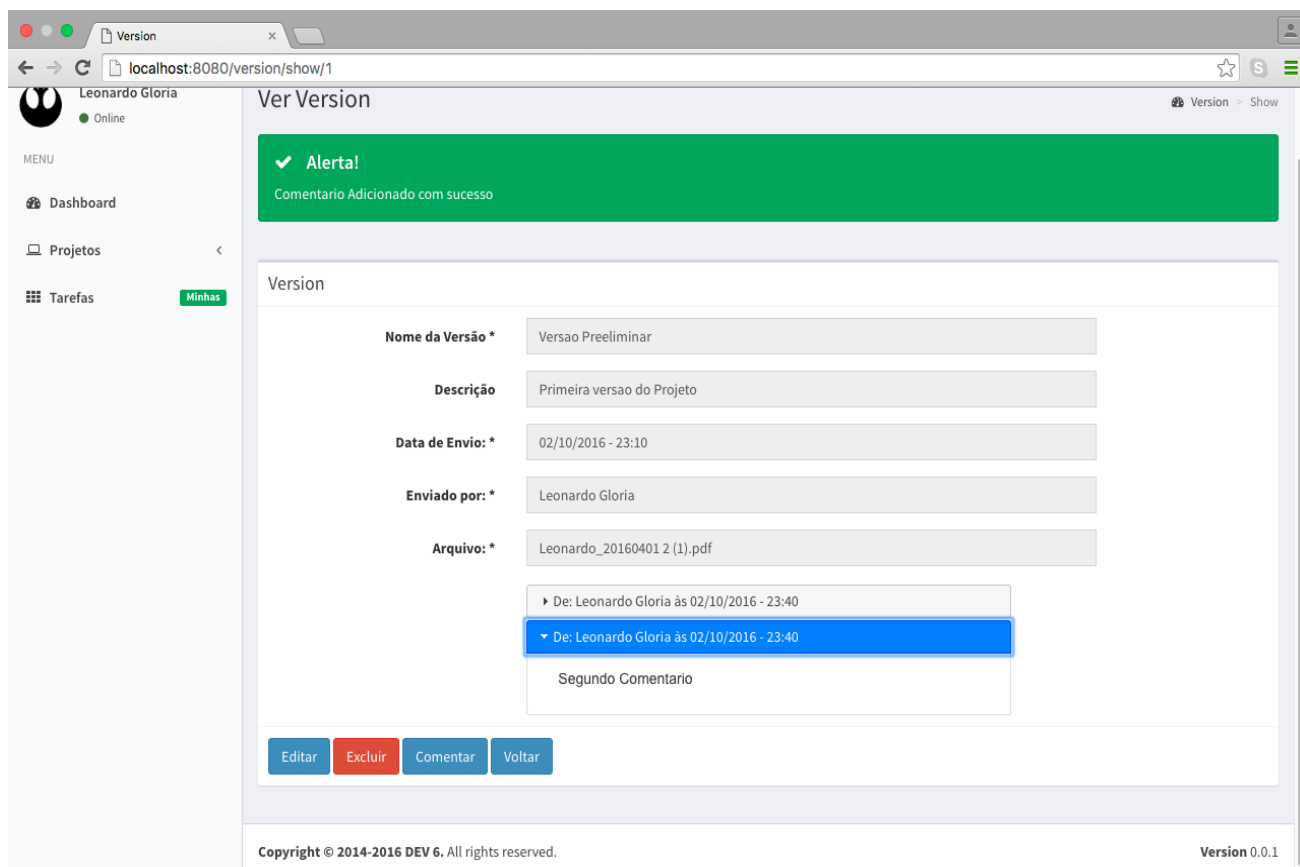 Version
localhost:8080/version/show/1
Leonardo Gloria
Online
MENU
Dashboard
Projetos
Tarefas Minhas
Ver Version
Version > Show
Alerta!
Comentario Adicionado com sucesso
Version
Nome da Versão * Versao Preeliminar
Descrição Primeira versao do Projeto
Data de Envio: * 02/10/2016 - 23:10
Enviado por: * Leonardo Gloria
Arquivo: * Leonardo_20160401 2 (1).pdf
De: Leonardo Gloria às 02/10/2016 - 23:40
De: Leonardo Gloria às 02/10/2016 - 23:40
Segundo Comentario
Editar Excluir Comentar Voltar
Copyright © 2014-2016 DEV 6. All rights reserved.
Version 0.0.1